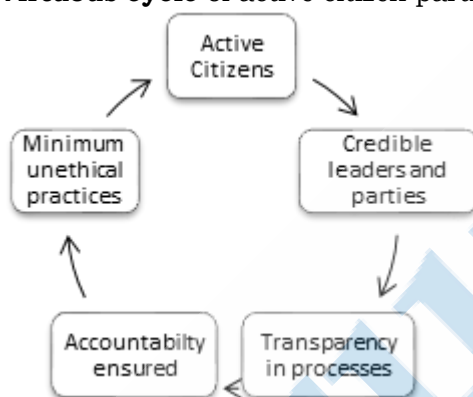 Active
Citizens
Credible
leaders and
parties
Transparency
in processes
Accountabilty
ensured
Minimum
unethical
practices